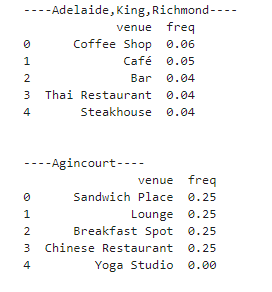 ----Adelaide,King,Richmond----
venue freq
0 Coffee Shop 0.06
1 Café 0.05
2 Bar 0.04
3 Thai Restaurant 0.04
4 Steakhouse 0.04
----Agincourt----
venue freq
0 Sandwich Place 0.25
1 Lounge 0.25
2 Breakfast Spot 0.25
3 Chinese Restaurant 0.25
4 Yoga Studio 0.00